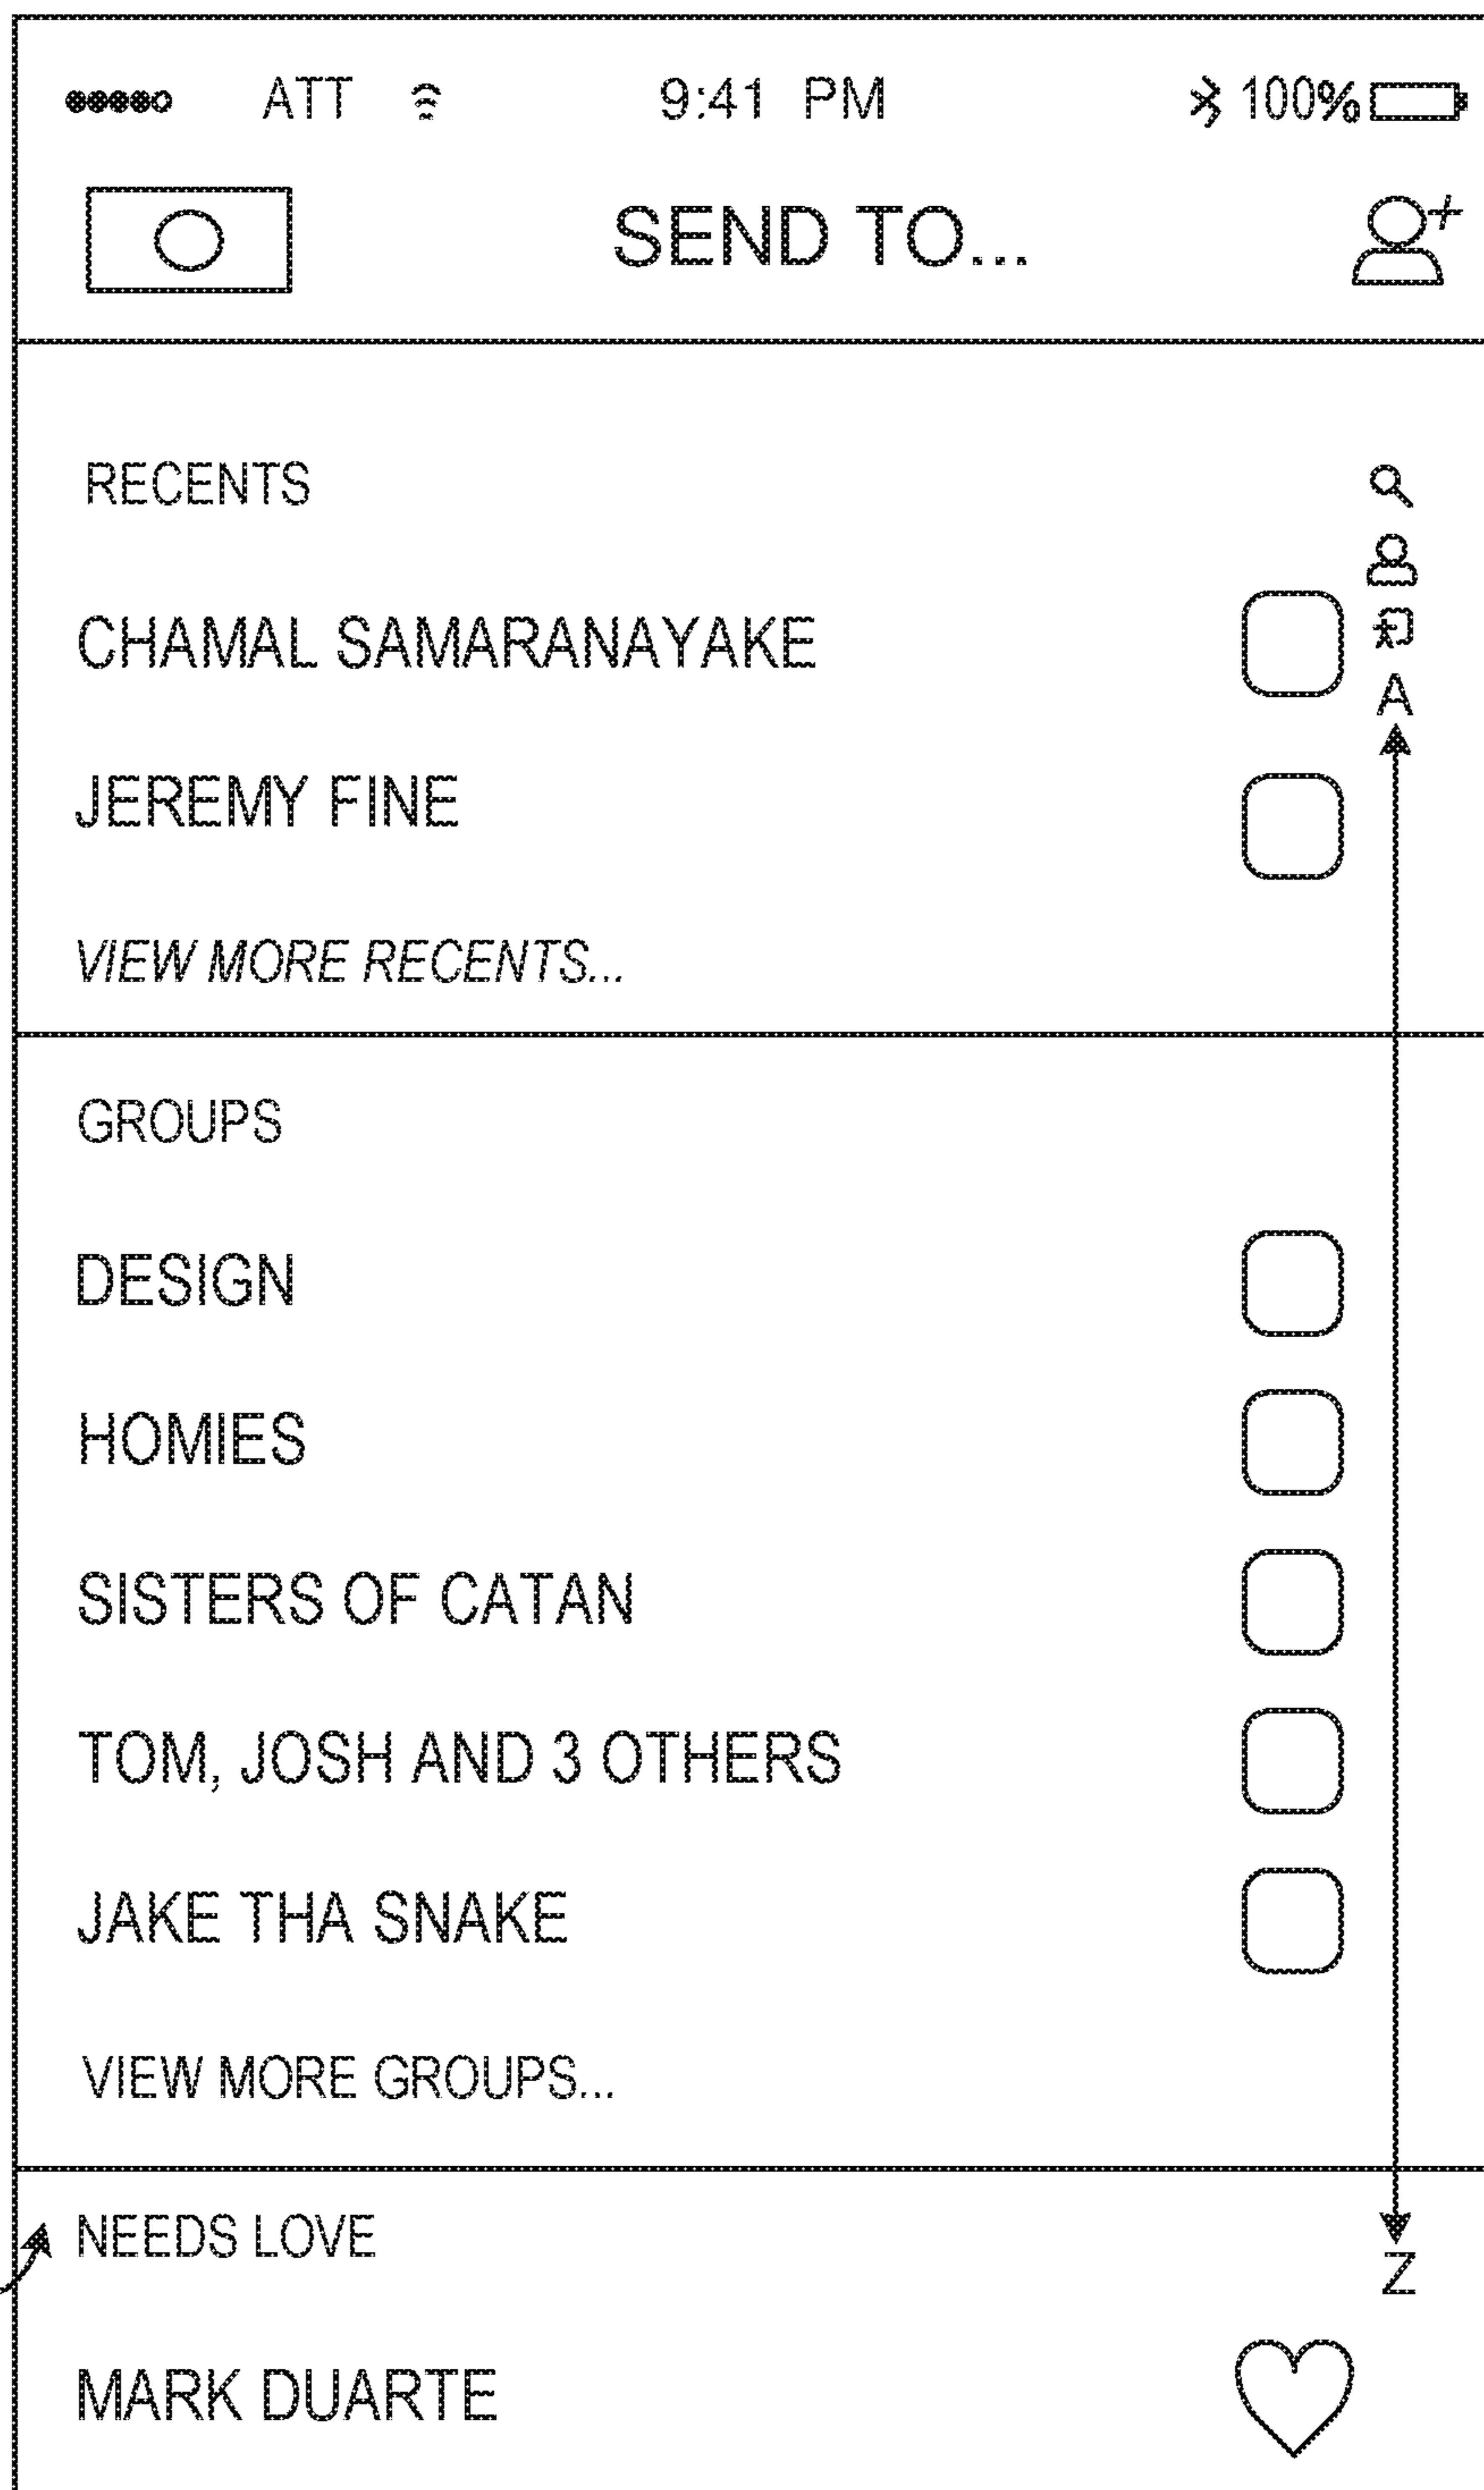 ATT 9:41 PM 100%
SEND TO...
RECENTS
CHAMAL SAMARANAYAKE
A
JEREMY FINE
VIEW MORE RECENTS...
GROUPS
DESIGN
HOMIES
SISTERS OF CATAN
TOM, JOSH AND 3 OTHERS
JAKE THA SNAKE
VIEW MORE GROUPS...
NEEDS LOVE
Z
MARK DUARTE